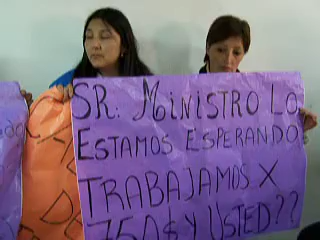 SR. MINISTRO LO
ESTAMOS ESPERANDO
TRABAJAMOS X
750$ Y USTED??